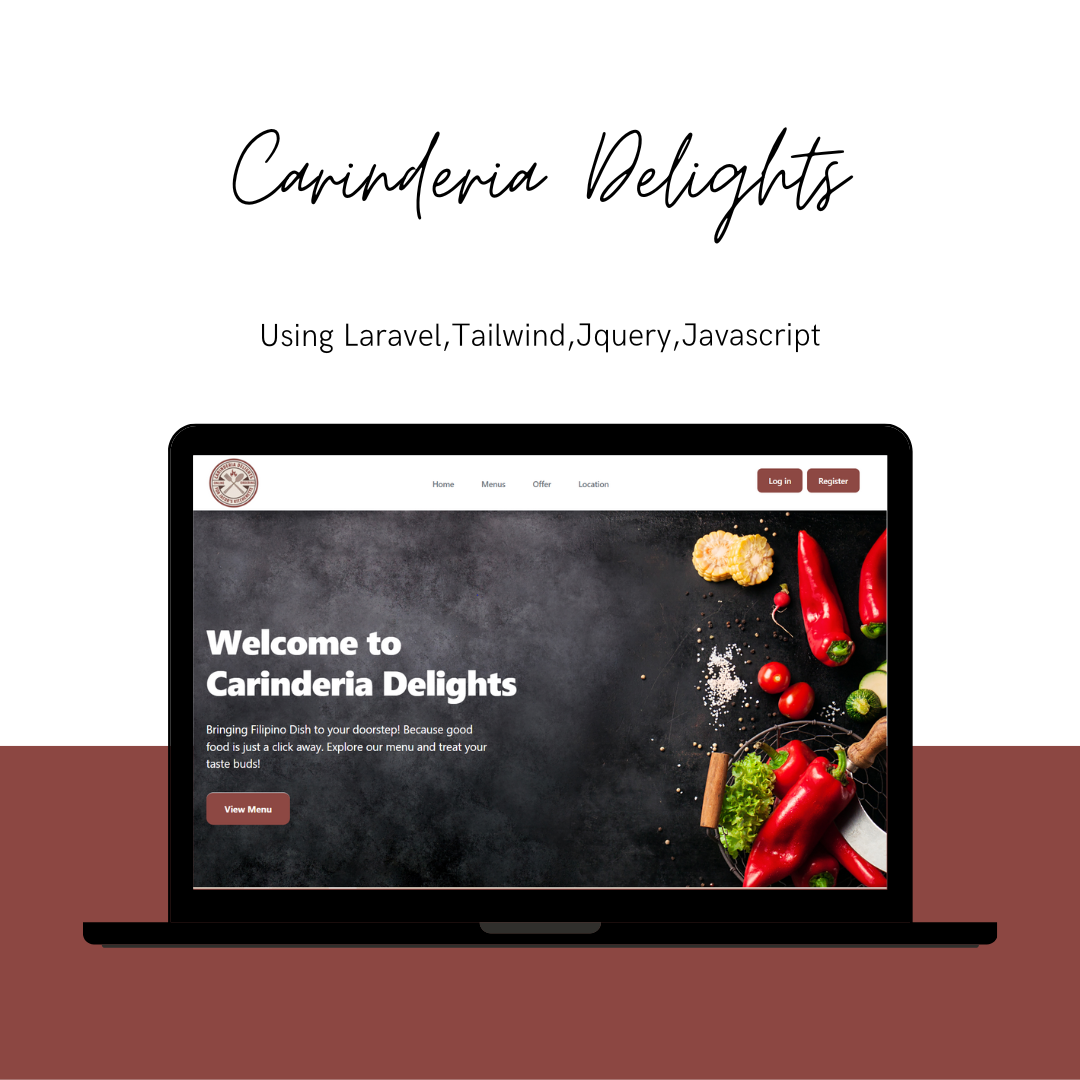 Carinderia Delights
Using Laravel,Tailwind,Jquery,Javascript
CARINDERIA DELIGHTS
Home Menus Offer Location Log in Register
Welcome to
Carinderia Delights
Bringing Filipino Dish to your doorstep! Because good
food is just a click away. Explore our menu and treat your
taste buds!
View Menu